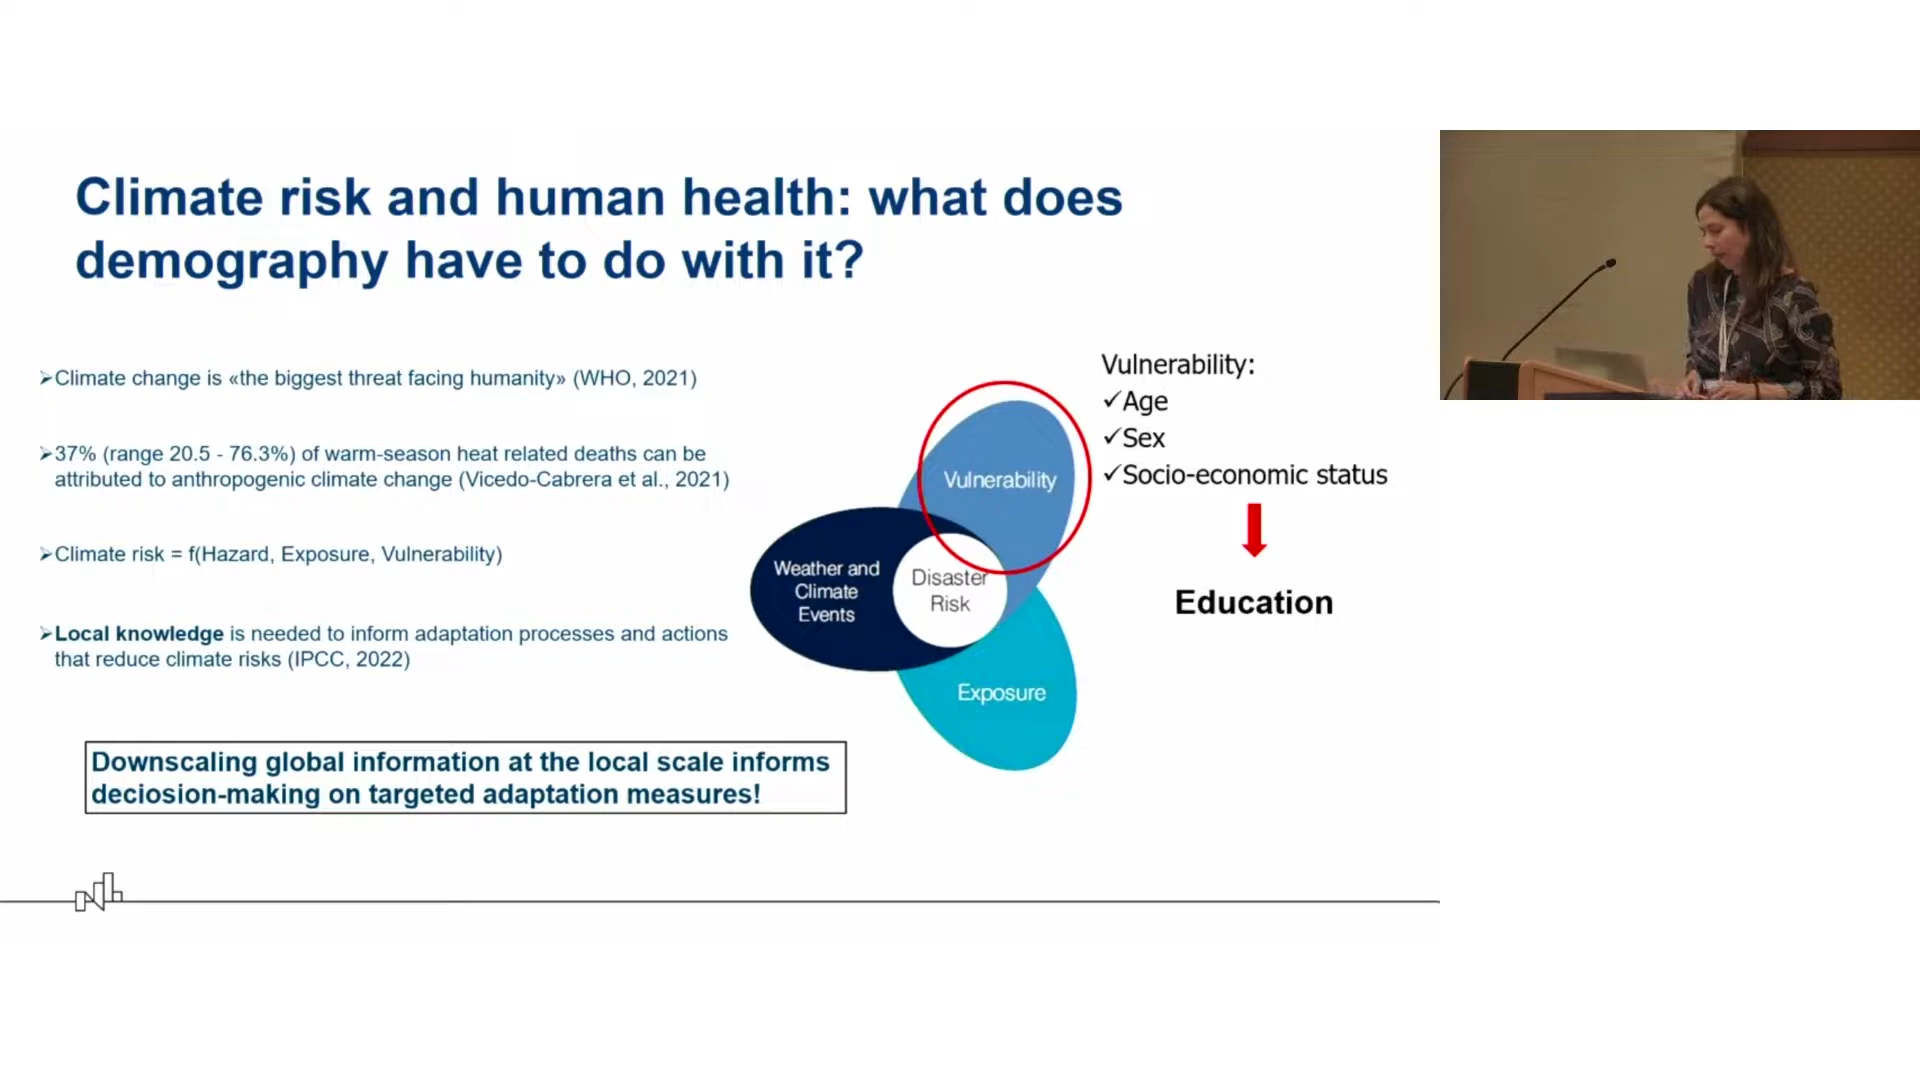 Climate risk and human health: what does
demography have to do with it?
➢Climate change is «the biggest threat facing humanity» (WHO, 2021)
➢37% (range 20.5 - 76.3%) of warm-season heat related deaths can be
attributed to anthropogenic climate change (Vicedo-Cabrera et al., 2021)
➢Climate risk = f(Hazard, Exposure, Vulnerability)
➢Local knowledge is needed to inform adaptation processes and actions
that reduce climate risks (IPCC, 2022)
Downscaling global information at the local scale informs
deciosion-making on targeted adaptation measures!
Vulnerability
Weather and
Climate
Events
Disaster
Risk
Exposure
Vulnerability:
✓Age
✓Sex
✓Socio-economic status
Education